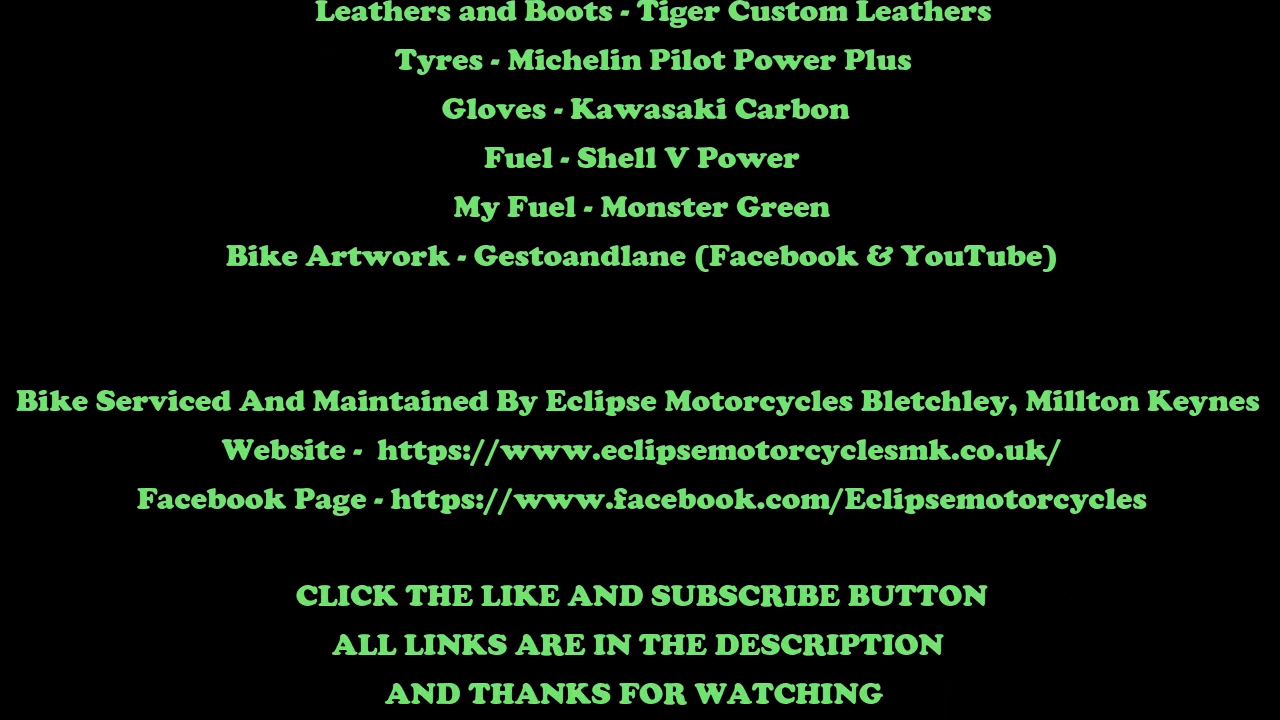 Leathers and Boots - Tiger Custom Leathers
Tyres - Michelin Pilot Power Plus
Gloves - Kawasaki Carbon
Fuel - Shell V Power
My Fuel - Monster Green
Bike Artwork - Gestoandlane (Facebook & YouTube)
Bike Serviced And Maintained By Eclipse Motorcycles Bletchley, Millton Keynes
Website -  https://www.eclipsemotorcyclesmk.co.uk/
Facebook Page - https://www.facebook.com/Eclipsemotorcycles
CLICK THE LIKE AND SUBSCRIBE BUTTON
ALL LINKS ARE IN THE DESCRIPTION
AND THANKS FOR WATCHING